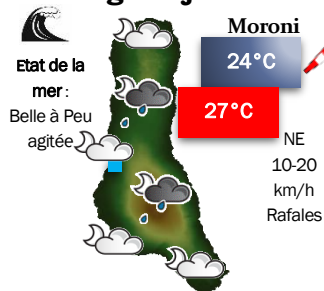 Moroni
24°C
27°C
Etat de la
mer :
Belle à Peu
agitée
NE
10-20
km/h
Rafales